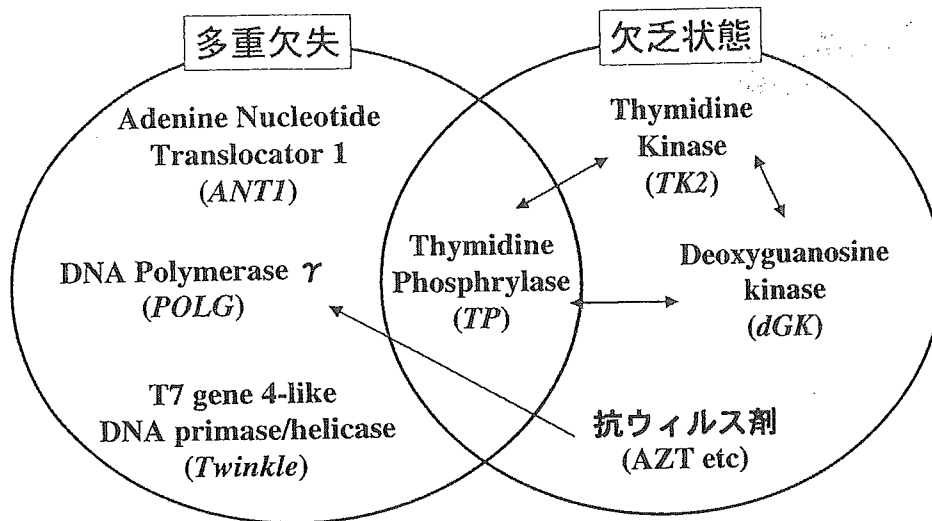 多重欠失
欠乏状態
Adenine Nucleotide
Translocator 1
(ANT1)
DNA Polymerase γ
(POLG)
T7 gene 4-like
DNA primase/helicase
(Twinkle)
Thymidine
Phosphrylase
(TP)
Thymidine
Kinase
(TK2)
Deoxyguanosine
kinase
(dGK)
抗ウィルス剤
(AZT etc)